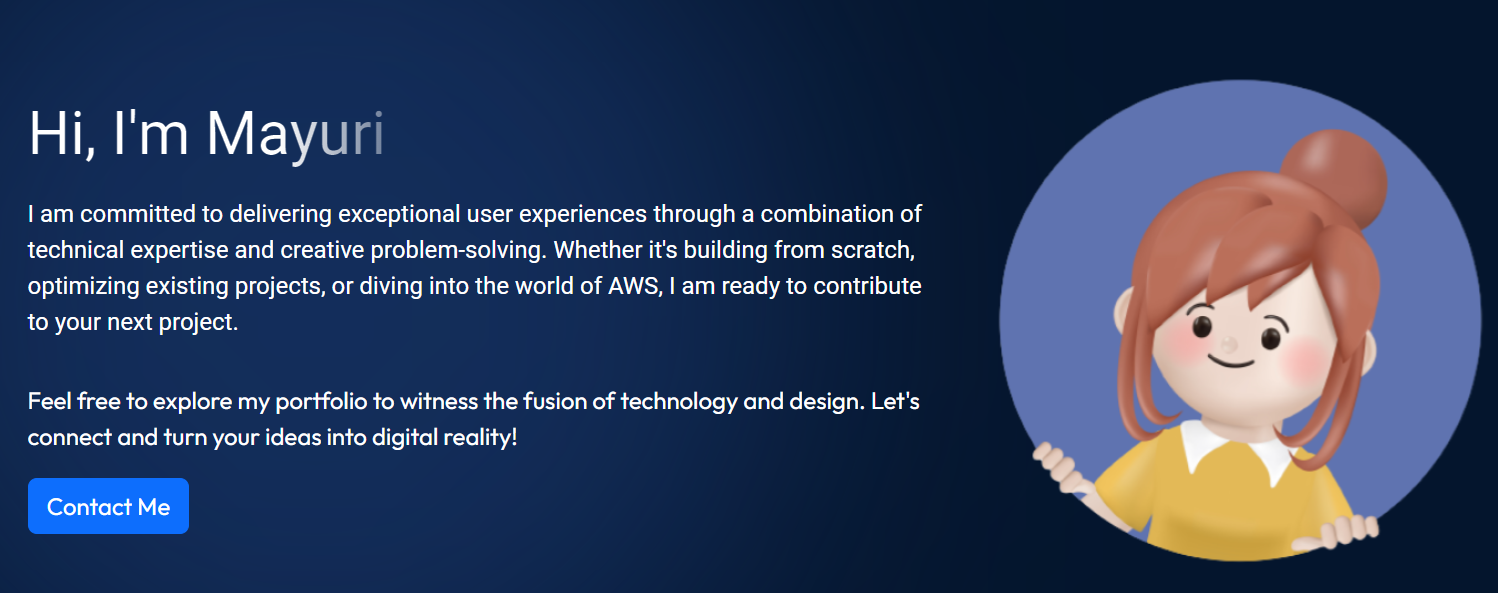 Hi, I'm Mayuri
I am committed to delivering exceptional user experiences through a combination of
technical expertise and creative problem-solving. Whether it's building from scratch,
optimizing existing projects, or diving into the world of AWS, I am ready to contribute
to your next project.
Feel free to explore my portfolio to witness the fusion of technology and design. Let's
connect and turn your ideas into digital reality!
Contact Me